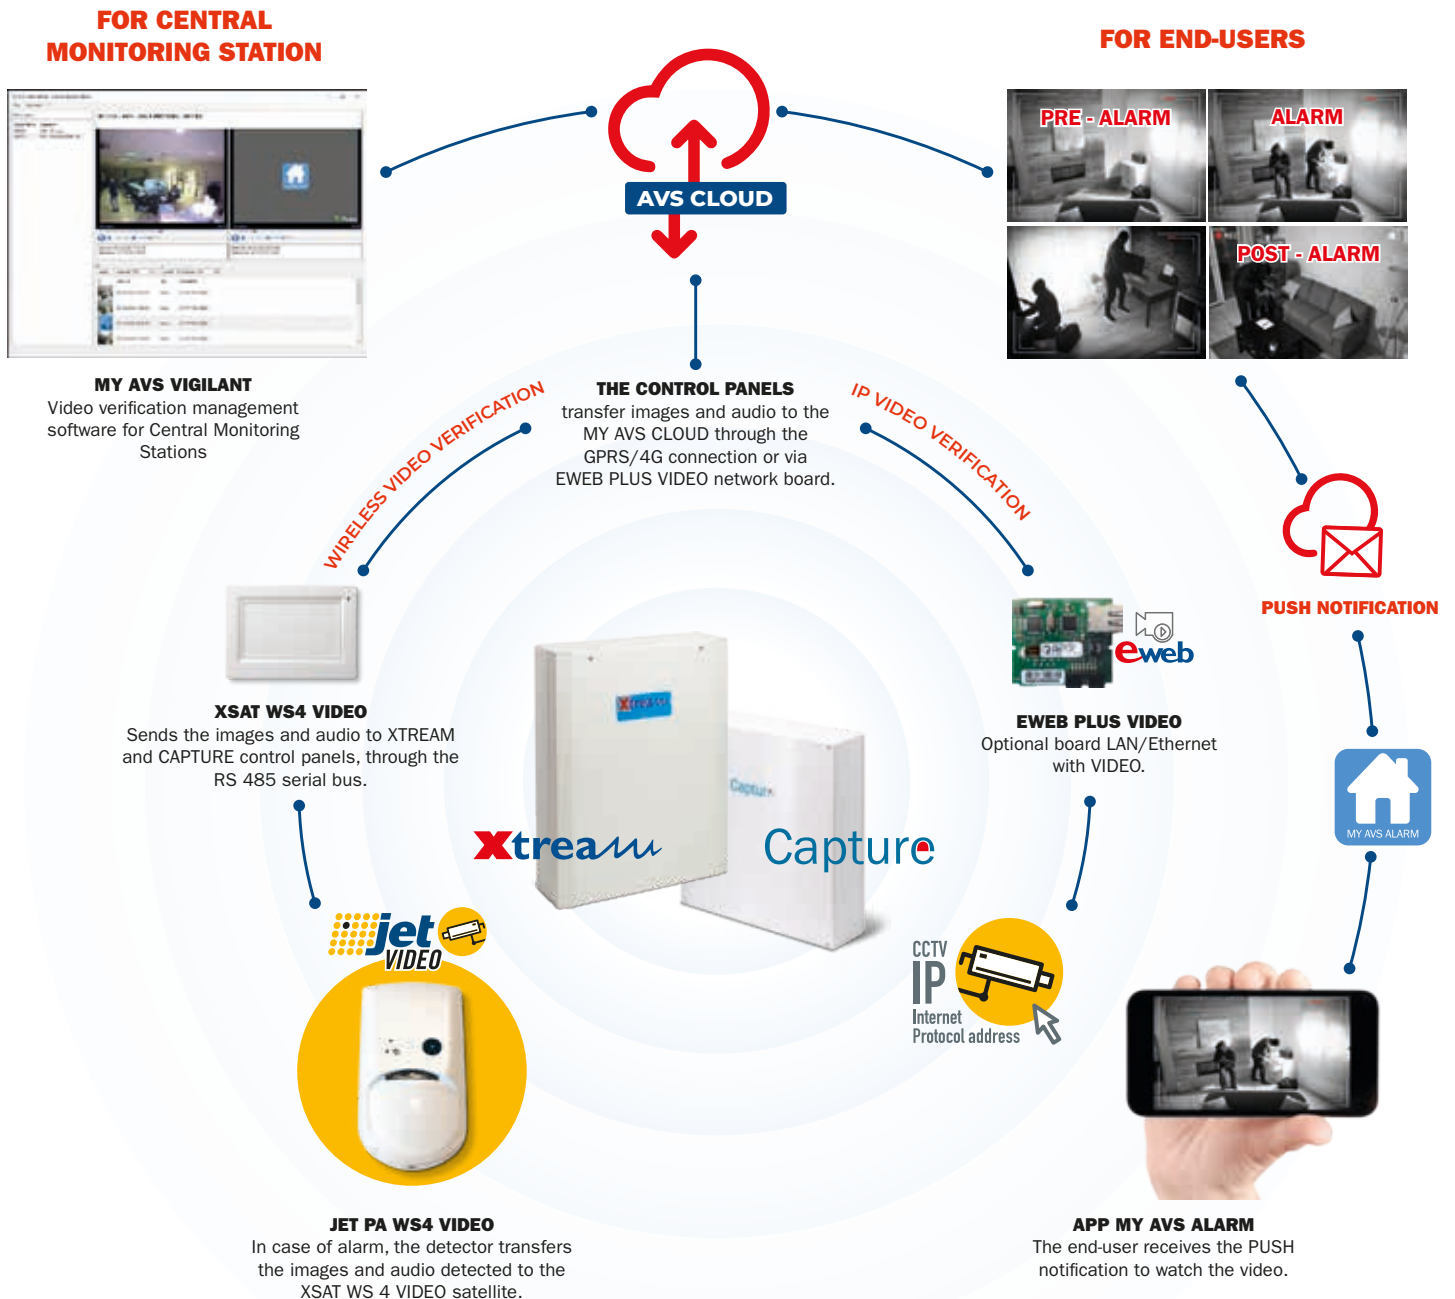 FOR CENTRAL
MONITORING STATION
FOR END-USERS
PRE - ALARM
ALARM
POST - ALARM
AVS CLOUD
MY AVS VIGILANT
Video verification management
software for Central Monitoring
Stations
THE CONTROL PANELS
transfer images and audio to the
MY AVS CLOUD through the
GPRS/4G connection or via
EWEB PLUS VIDEO network board.
WIRELESS VIDEO VERIFICATION
IP VIDEO VERIFICATION
PUSH NOTIFICATION
XSAT WS4 VIDEO
Sends the images and audio to XTREAM
and CAPTURE control panels, through the
RS 485 serial bus.
eweb
EWEB PLUS VIDEO
Optional board LAN/Ethernet
with VIDEO.
Xtream
Capture
Xtream
Capture
MY AVS ALARM
jet
VIDEO
CCTV
IP
Internet
Protocol address
JET PA WS4 VIDEO
In case of alarm, the detector transfers
the images and audio detected to the
XSAT WS 4 VIDEO satellite.
APP MY AVS ALARM
The end-user receives the PUSH
notification to watch the video.